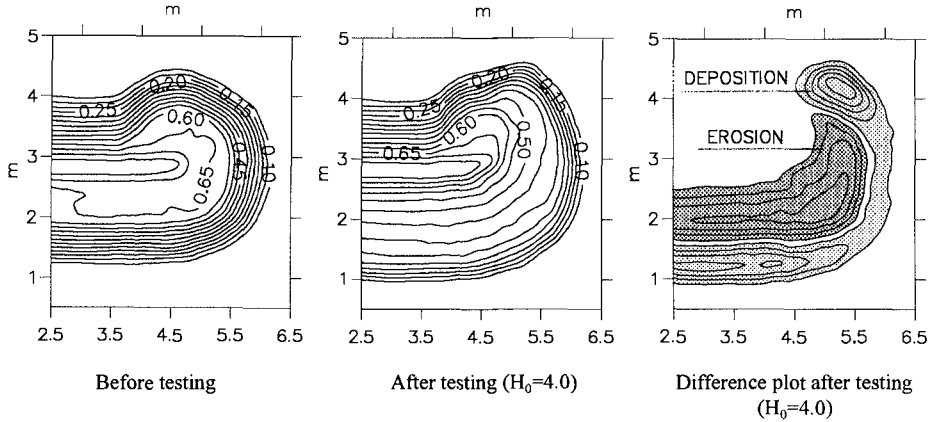 m
m
5
4
3
2
1
m
0.20
0.15
0.25
0.60
0.45
0.65
0.10
2.5 3.5 4.5 5.5 6.5
Before testing
5
4
3
2
1
m
0.20
0.15
0.25
0.60
0.50
0.65
0.10
2.5 3.5 4.5 5.5 6.5
After testing (H₀=4.0)
5
4
3
2
1
m
DEPOSITION
EROSION
2.5 3.5 4.5 5.5 6.5
Difference plot after testing
(H₀=4.0)